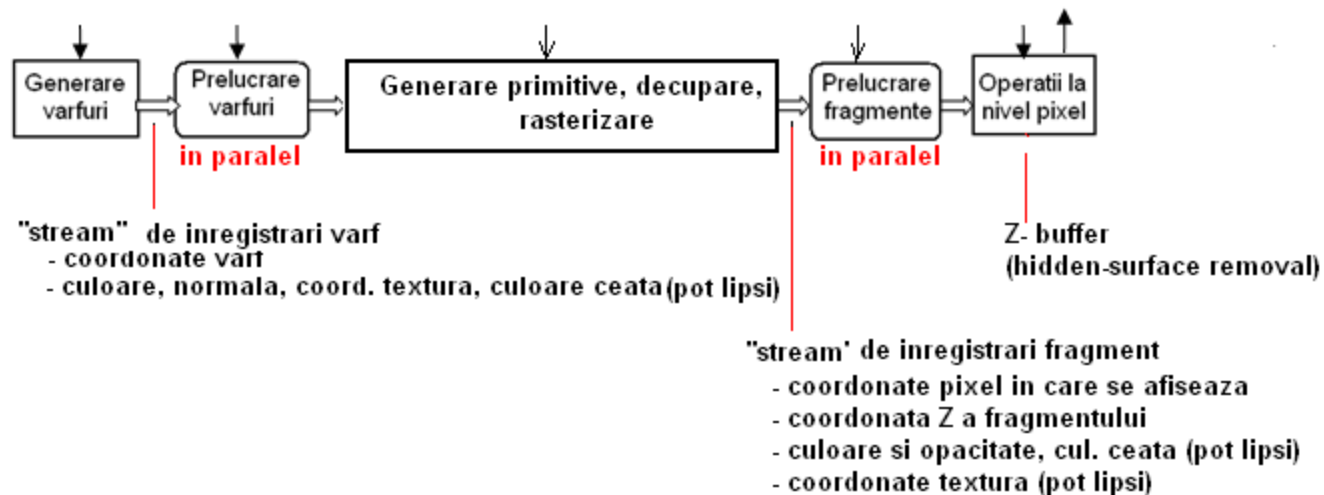 Generare
varfuri
Prelucrare
varfuri
Generare primitive, decupare,
rasterizare
Prelucrare
fragmente
Operatii la
nivel pixel
in paralel
in paralel
"stream" de inregistrari varf
- coordonate varf
- culoare, normala, coord. textura, culoare ceata (pot lipsi)
Z- buffer
(hidden-surface removal)
"stream' de inregistrari fragment
- coordonate pixel in care se afiseaza
- coordonata Z a fragmentului
- culoare si opacitate, cul. ceata (pot lipsi)
- coordonate textura (pot lipsi)